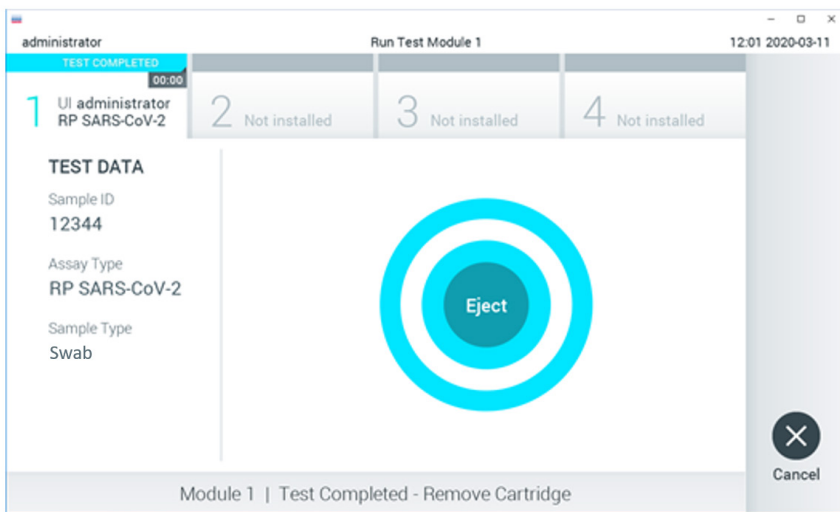 administrator Run Test Module 1 12:01 2020-03-11
TEST COMPLETED
00:00
1 UI administrator
RP SARS-CoV-2
2 Not installed
3 Not installed
4 Not installed
TEST DATA
Sample ID
12344
Assay Type
RP SARS-CoV-2
Sample Type
Swab
Eject
Cancel
Module 1 | Test Completed - Remove Cartridge